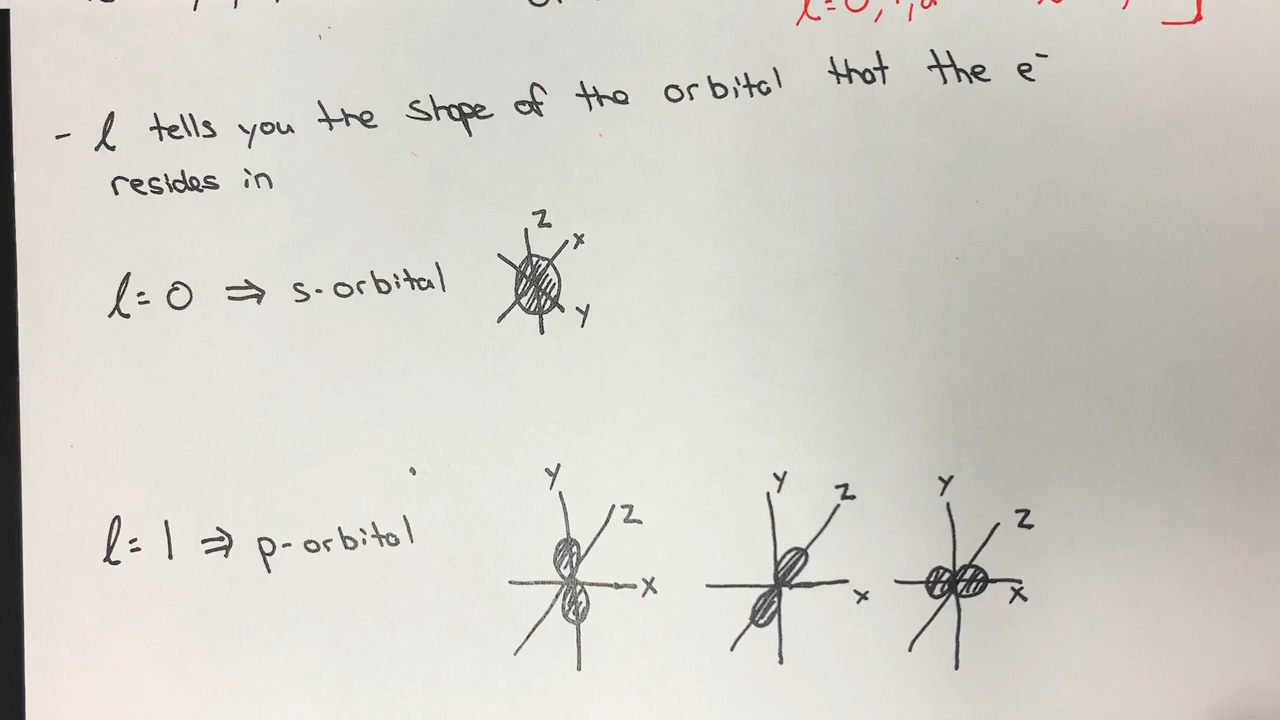 - l tells you the shape of the orbital that the e⁻
resides in
Z
X
l=0 ⇒ s-orbital
Y
Y
Y
Z
Y
Z
Z
l=1 ⇒ p-orbital
X
X
X